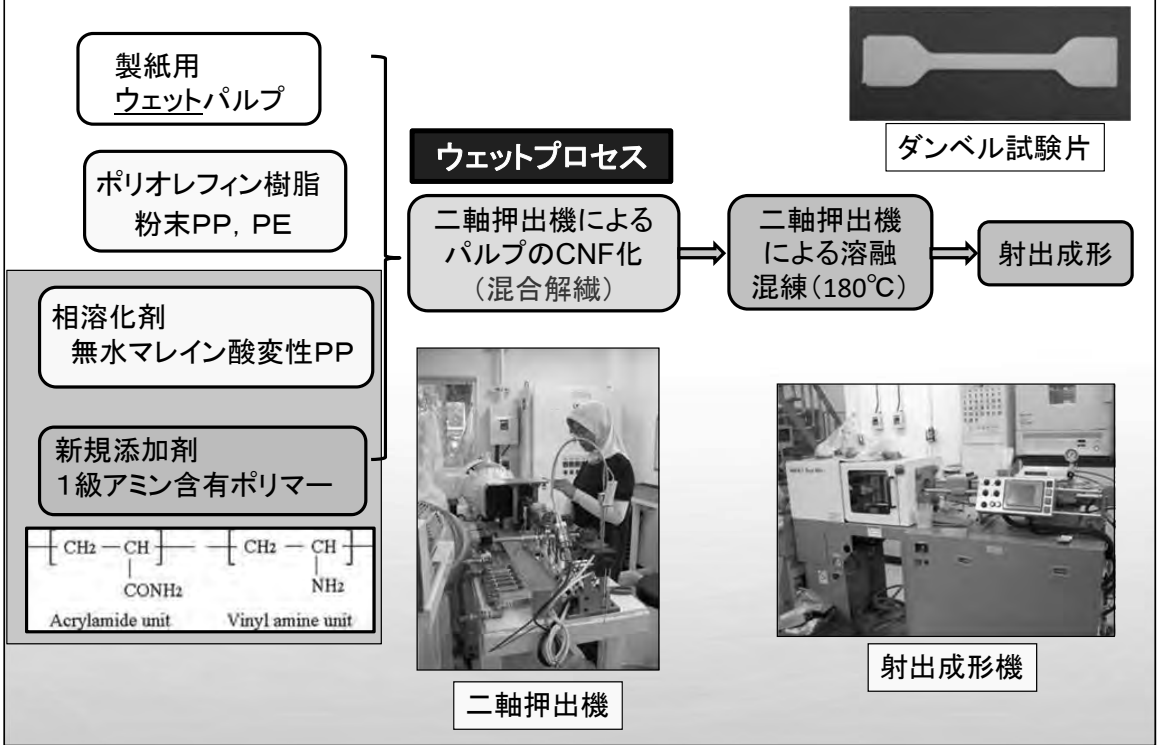 製紙用
ウェットパルプ
ポリオレフィン樹脂
粉末PP, PE
相溶化剤
無水マレイン酸変性PP
新規添加剤
1級アミン含有ポリマー
CH2 — CH
CH2 — CH
CONH2
NH2
Acrylamide unit
Vinyl amine unit
ウェットプロセス
二軸押出機による
パルプのCNF化
(混合解繊)
二軸押出機
による溶融
混練(180℃)
射出成形
ダンベル試験片
二軸押出機
射出成形機